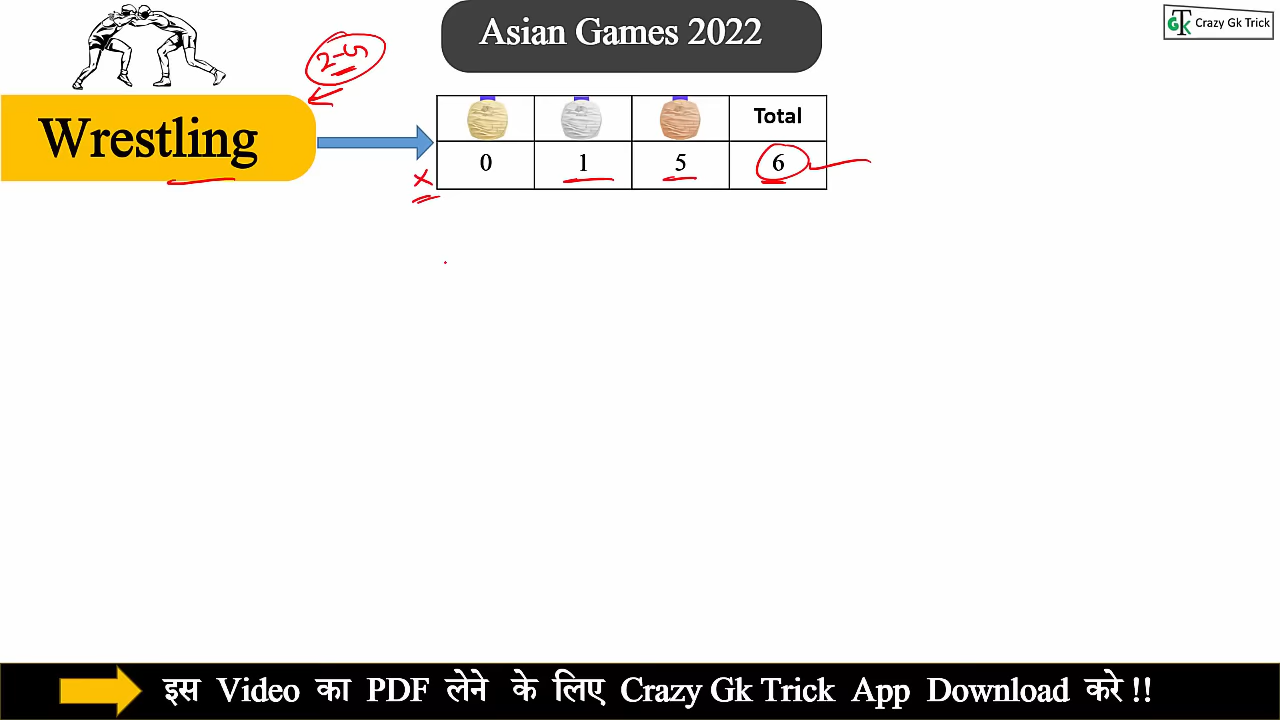 Asian Games 2022
GTK Crazy Gk Trick
2-5
Wrestling
Total
0 1 5 6
x
इस Video का PDF लेने के लिए Crazy Gk Trick App Download करे !!